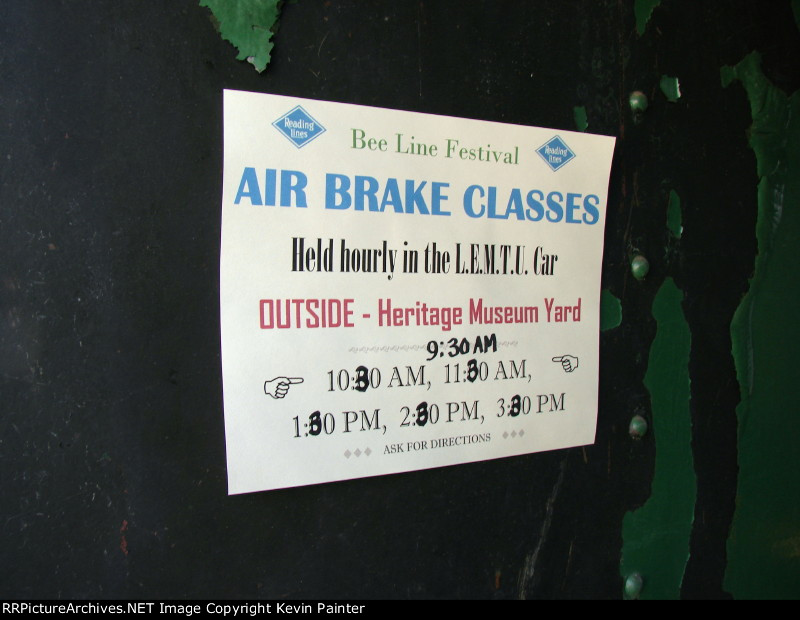 Reading Lines
Bee Line Festival
Reading Lines
AIR BRAKE CLASSES
Held hourly in the L.E.M.T.U. Car
OUTSIDE - Heritage Museum Yard
9:30 AM
10:30 AM, 11:30 AM,
1:30 PM, 2:30 PM, 3:30 PM
ASK FOR DIRECTIONS
RRPictureArchives.NET Image Copyright Kevin Painter